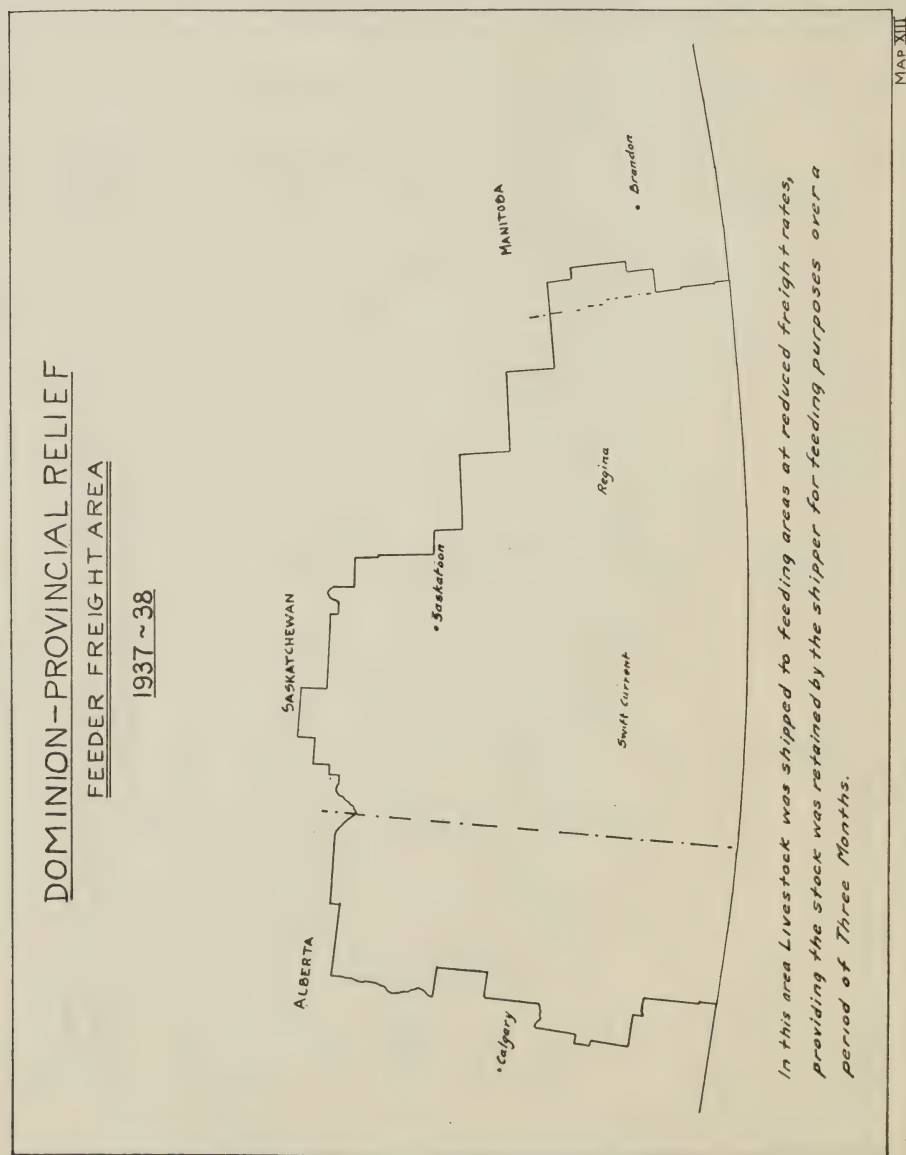 DOMINION–PROVINCIAL RELIEF
FEEDER FREIGHT AREA
1937~38
SASKATCHEWAN
ALBERTA
MANITOBA
•Saskatoon
•Calgary
Regina
Swift Current
• Brandon
In this area Livestock was shipped to feeding areas at reduced freight rates,
providing the stock was retained by the shipper for feeding purposes over a
period of Three Months.
MAP XIII